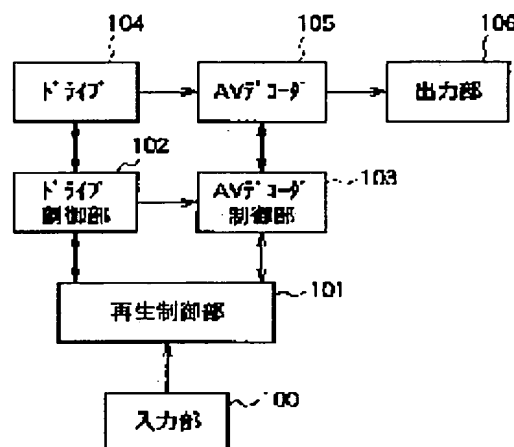 104
105
106
ドライブ
AVデコーダ
出力部
102
103
ドライブ
制御部
AVデコーダ
制御部
101
再生制御部
100
入力部